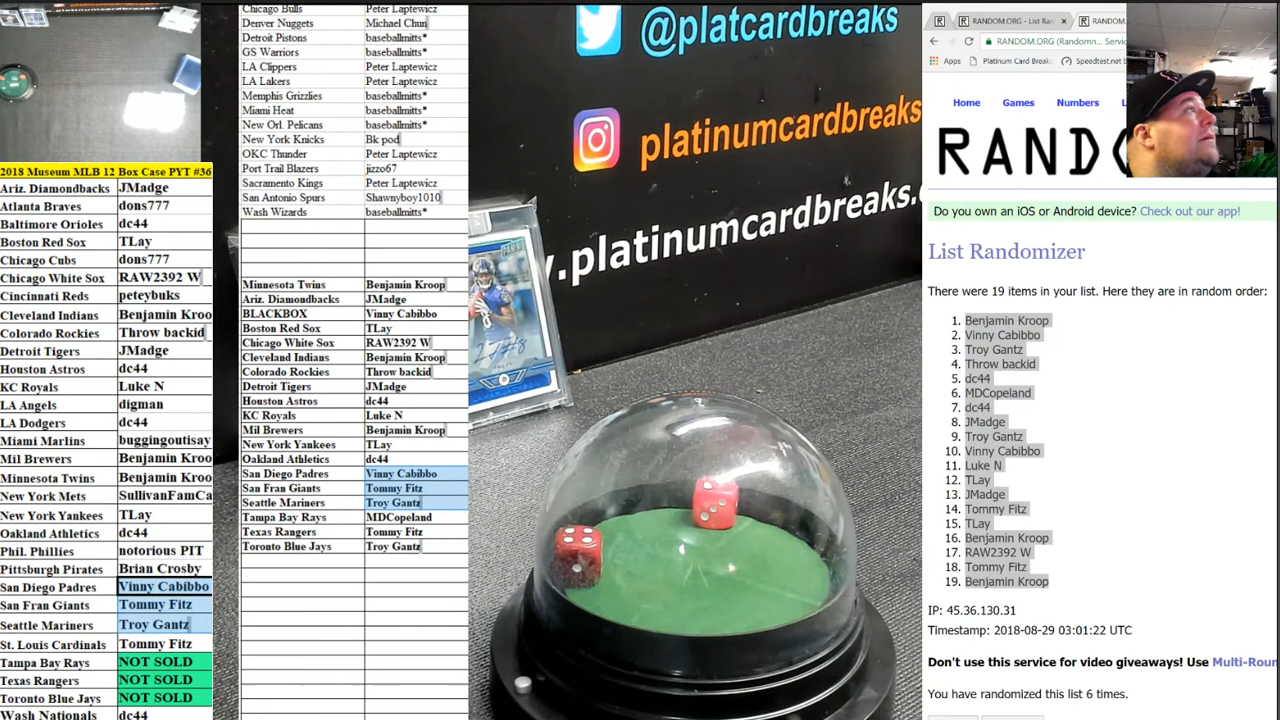 2018 Museum MLB 12 Box Case PYT #36
Ariz. Diamondbacks JMadge
Atlanta Braves dons777
Baltimore Orioles dc44
Boston Red Sox TLay
Chicago Cubs dons777
Chicago White Sox RAW2392 W
Cincinnati Reds peteybuks
Cleveland Indians Benjamin Kroo
Colorado Rockies Throw backid
Detroit Tigers JMadge
Houston Astros dc44
KC Royals Luke N
LA Angels digman
LA Dodgers dc44
Miami Marlins buggingoutisay
Mil Brewers Benjamin Kroo
Minnesota Twins Benjamin Kroo
New York Mets SullivanFamCa
New York Yankees TLay
Oakland Athletics dc44
Phil. Phillies notorious PIT
Pittsburgh Pirates Brian Crosby
San Diego Padres Vinny Cabibbo
San Fran Giants Tommy Fitz
Seattle Mariners Troy Gantz
St. Louis Cardinals Tommy Fitz
Tampa Bay Rays NOT SOLD
Texas Rangers NOT SOLD
Toronto Blue Jays NOT SOLD
Wash Nationals dc44
Chicago Bulls Peter Laptewicz
Denver Nuggets Michael Chun
Detroit Pistons baseballmitts*
GS Warriors baseballmitts*
LA Clippers Peter Laptewicz
LA Lakers Peter Laptewicz
Memphis Grizzlies baseballmitts*
Miami Heat baseballmitts*
New Orl. Pelicans baseballmitts*
New York Knicks Bk pod
OKC Thunder Peter Laptewicz
Port Trail Blazers jizzo67
Sacramento Kings Peter Laptewicz
San Antonio Spurs Shawnyboy1010
Wash Wizards baseballmitts*
Minnesota Twins Benjamin Kroop
Ariz. Diamondbacks JMadge
BLACKBOX Vinny Cabibbo
Boston Red Sox TLay
Chicago White Sox RAW2392 W
Cleveland Indians Benjamin Kroop
Colorado Rockies Throw backid
Detroit Tigers JMadge
Houston Astros dc44
KC Royals Luke N
Mil Brewers Benjamin Kroop
New York Yankees TLay
Oakland Athletics dc44
San Diego Padres Vinny Cabibbo
San Fran Giants Tommy Fitz
Seattle Mariners Troy Gantz
Tampa Bay Rays MDCopeland
Texas Rangers Tommy Fitz
Toronto Blue Jays Troy Gantz
@platcardbreaks
platinumcardbreaks
.platinumcardbreaks.
RANDOM.ORG - List Ran
RANDOM.
RANDOM.ORG (Randomn... Servic
Apps Platinum Card Break Speedtest.net b
Home Games Numbers L
RANDO
Do you own an iOS or Android device? Check out our app!
List Randomizer
There were 19 items in your list. Here they are in random order:
1. Benjamin Kroop
2. Vinny Cabibbo
3. Troy Gantz
4. Throw backid
5. dc44
6. MDCopeland
7. dc44
8. JMadge
9. Troy Gantz
10. Vinny Cabibbo
11. Luke N
12. TLay
13. JMadge
14. Tommy Fitz
15. TLay
16. Benjamin Kroop
17. RAW2392 W
18. Tommy Fitz
19. Benjamin Kroop
IP: 45.36.130.31
Timestamp: 2018-08-29 03:01:22 UTC
Don't use this service for video giveaways! Use Multi-Roun
You have randomized this list 6 times.